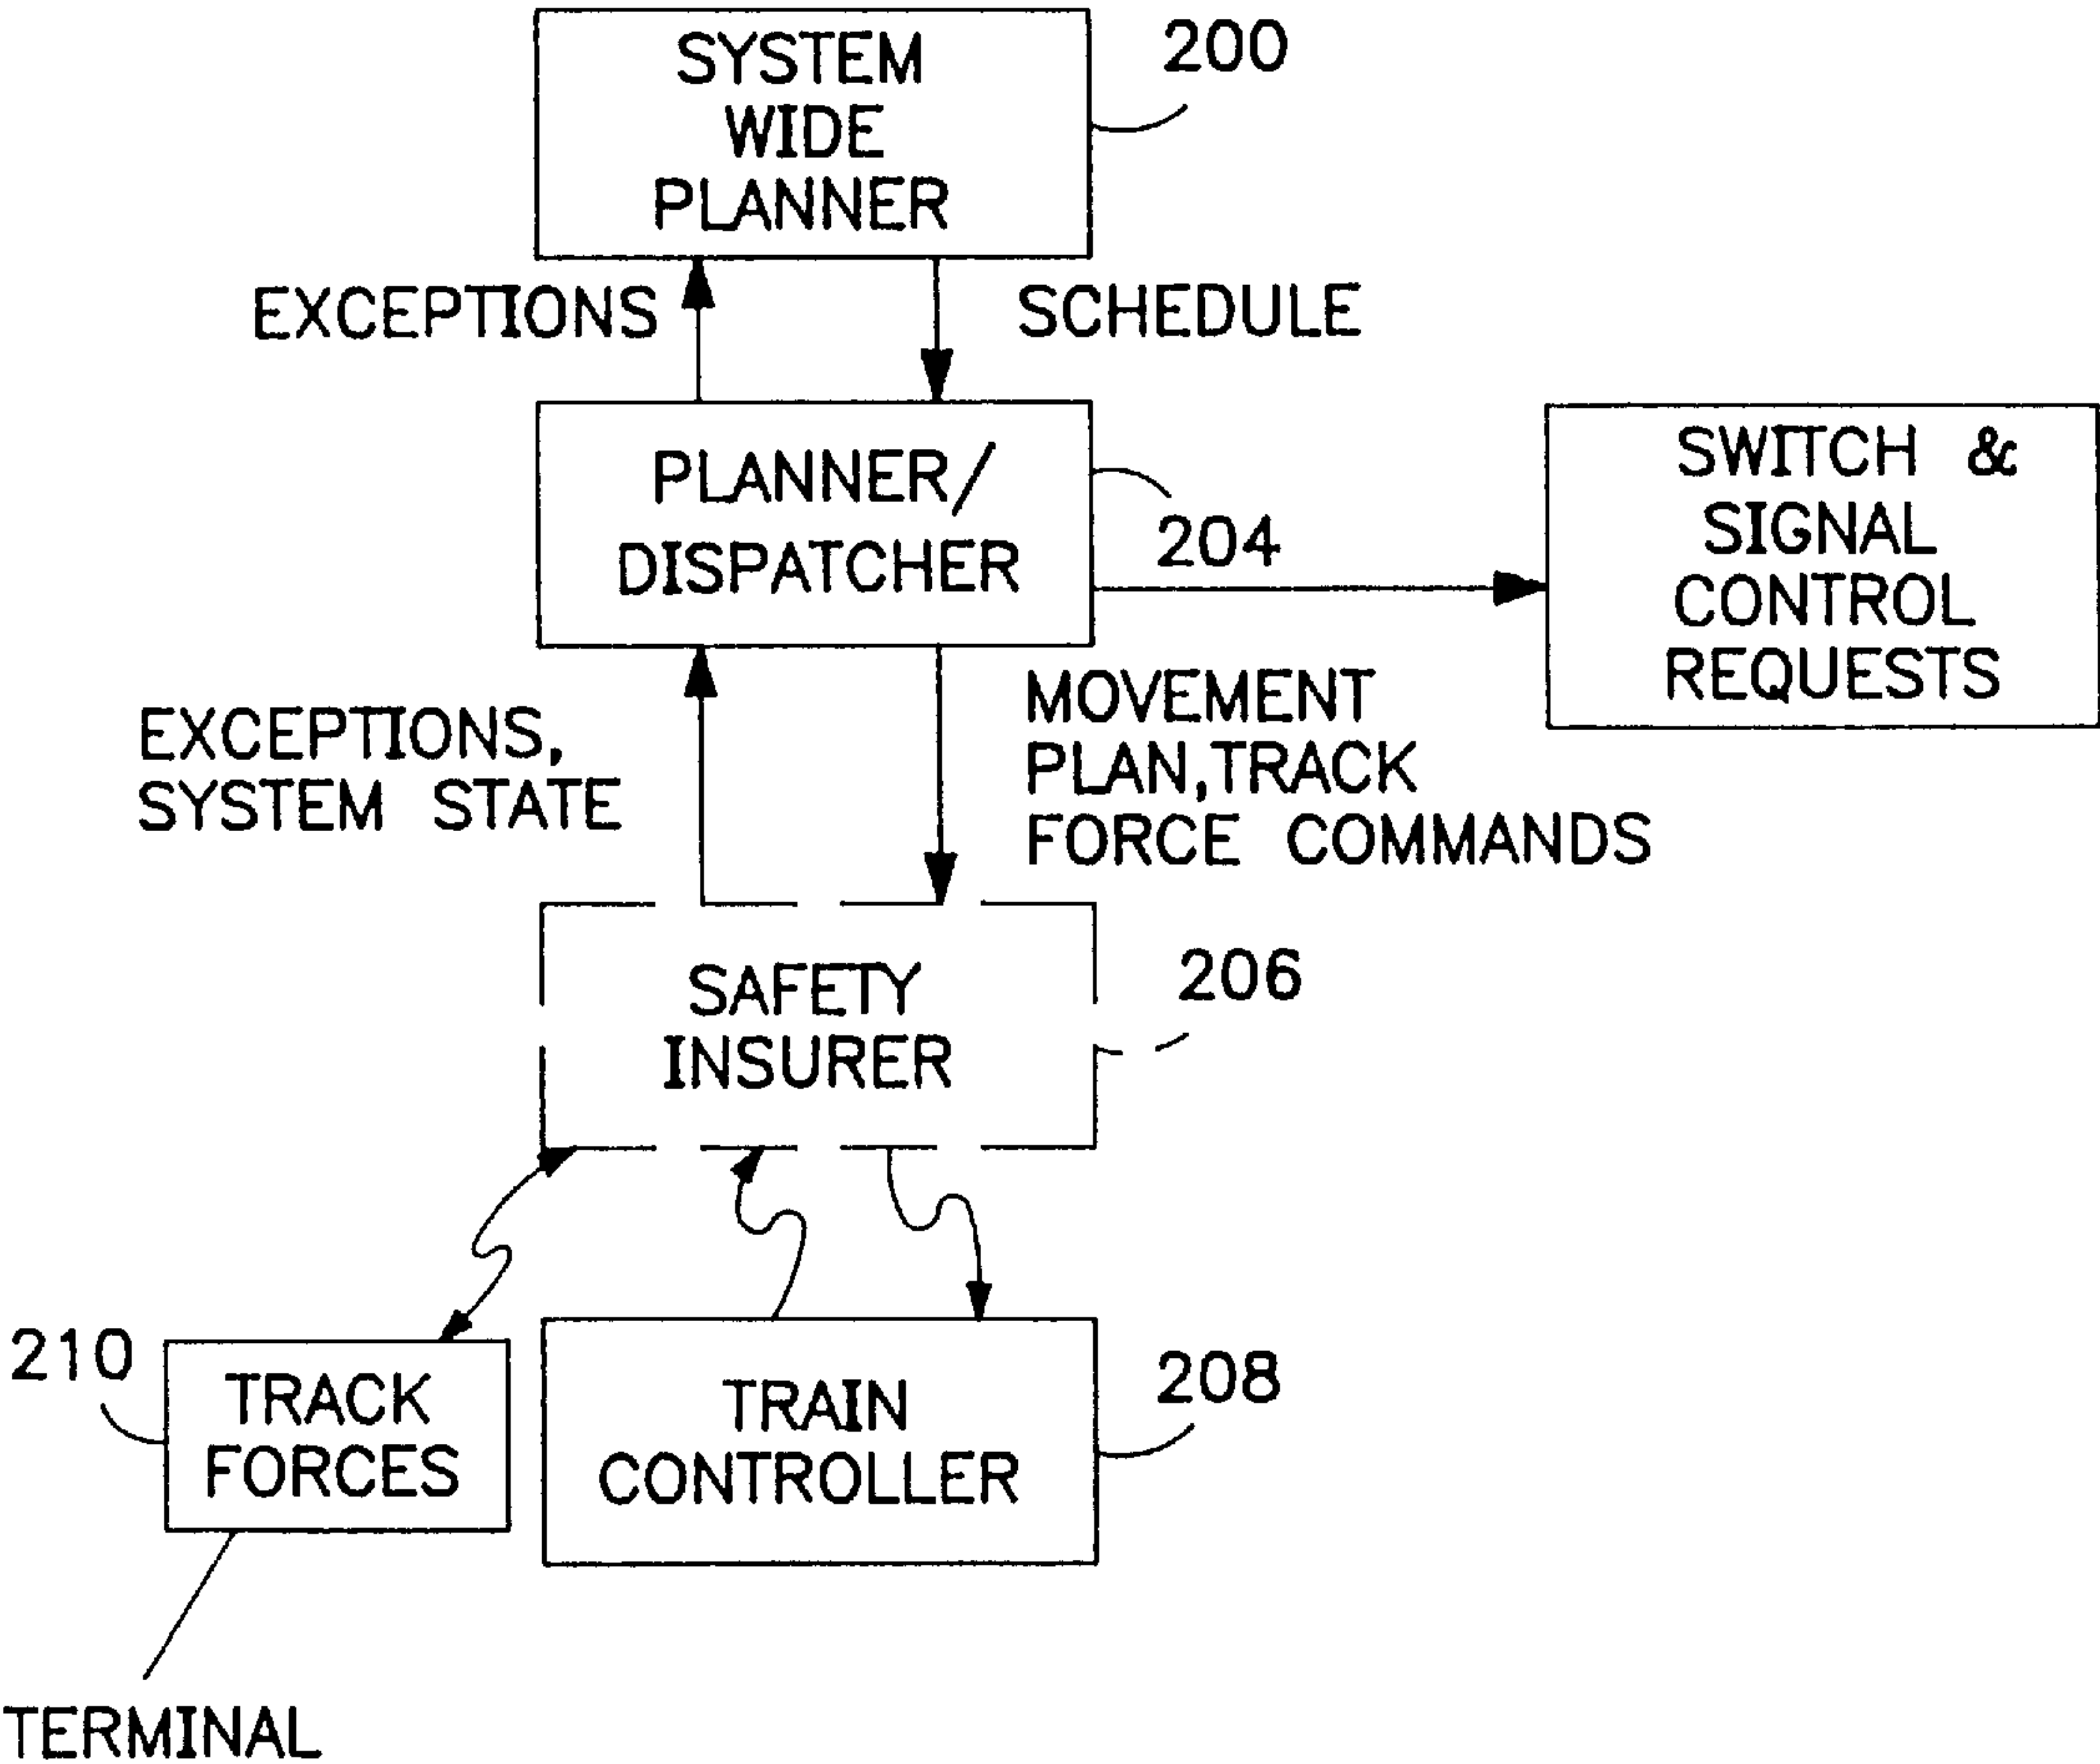 SYSTEM
WIDE
PLANNER
200
EXCEPTIONS
SCHEDULE
PLANNER/
DISPATCHER
204
SWITCH &
SIGNAL
CONTROL
REQUESTS
EXCEPTIONS,
SYSTEM STATE
MOVEMENT
PLAN,TRACK
FORCE COMMANDS
SAFETY
INSURER
206
210
TRACK
FORCES
TRAIN
CONTROLLER
208
TERMINAL